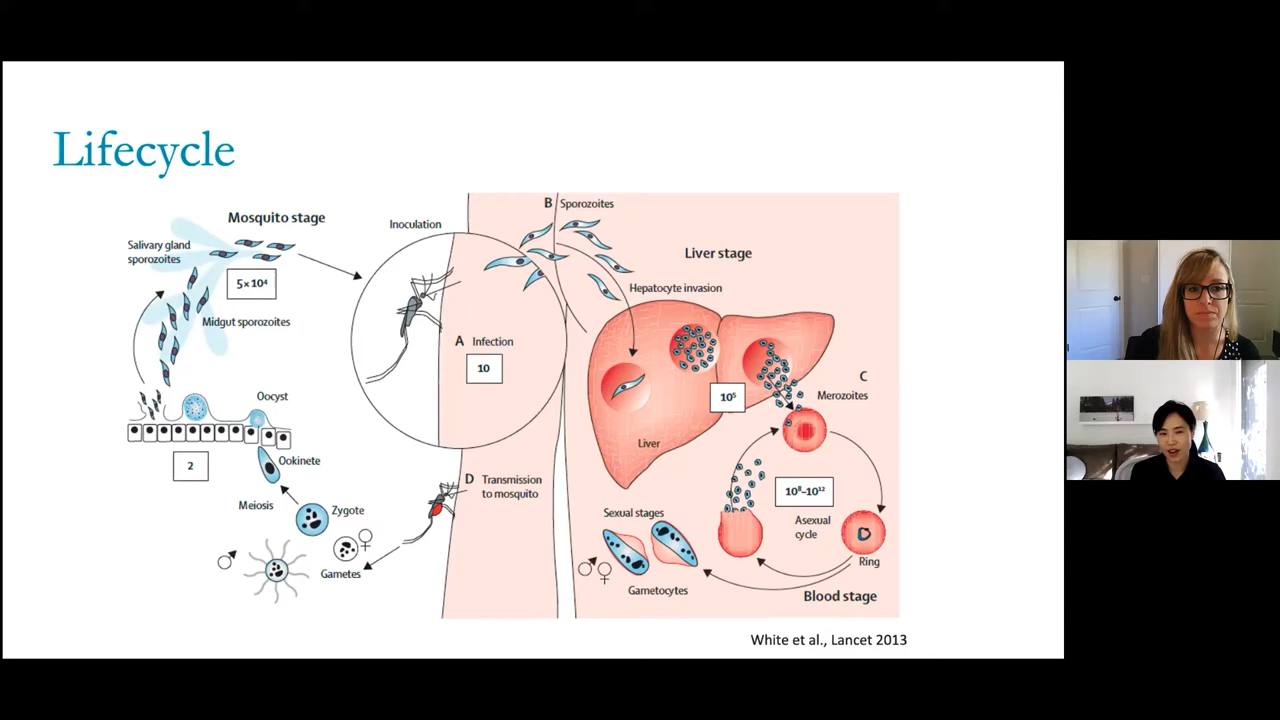 Lifecycle
Mosquito stage
Salivary gland
sporozoites
5×10⁴
Midgut sporozoites
Oocyst
2
Ookinete
Meiosis
Zygote
♂
♀
Gametes
Inoculation
A Infection
10
B Sporozoites
Liver stage
Hepatocyte invasion
10⁵
Liver
C
Merozoites
10⁸–10¹²
Asexual
cycle
Ring
Blood stage
Sexual stages
♂♀
Gametocytes
D Transmission
to mosquito
White et al., Lancet 2013